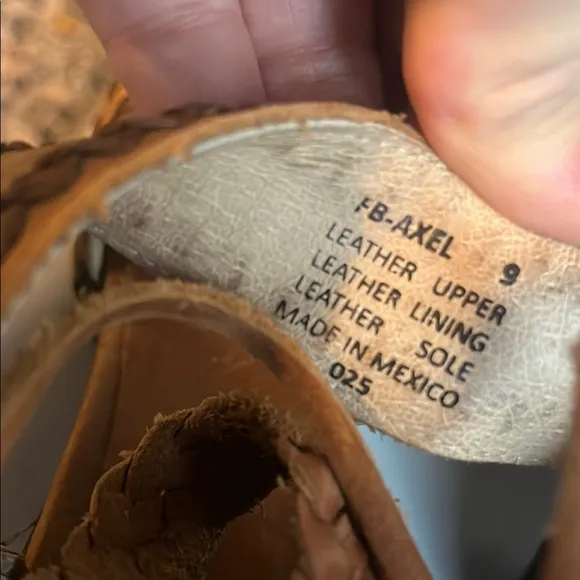 FB-AXEL 9
LEATHER UPPER
LEATHER LINING
LEATHER SOLE
MADE IN MEXICO
025